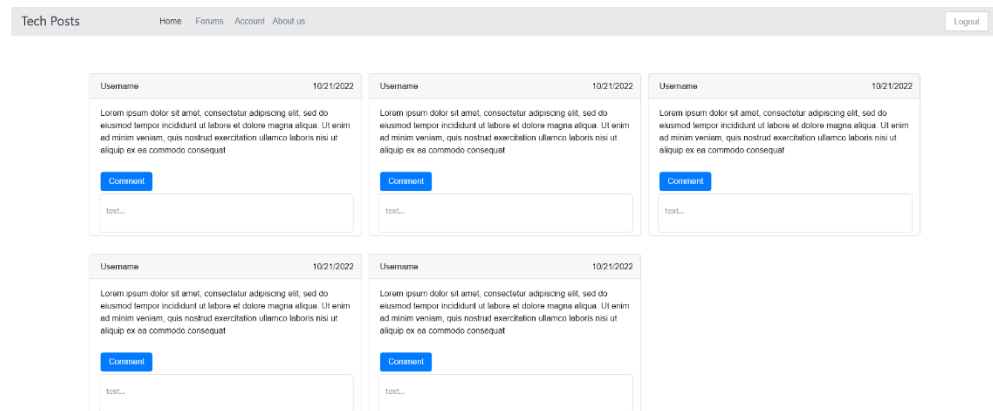 Tech Posts Home Forums Account About us Logout
Username 10/21/2022
Lorem ipsum dolor sit amet, consectetur adipiscing elit, sed do
eiusmod tempor incididunt ut labore et dolore magna aliqua. Ut enim
ad minim veniam, quis nostrud exercitation ullamco laboris nisi ut
aliquip ex ea commodo consequat
Comment
text...
Username 10/21/2022
Lorem ipsum dolor sit amet, consectetur adipiscing elit, sed do
eiusmod tempor incididunt ut labore et dolore magna aliqua. Ut enim
ad minim veniam, quis nostrud exercitation ullamco laboris nisi ut
aliquip ex ea commodo consequat
Comment
text...
Username 10/21/2022
Lorem ipsum dolor sit amet, consectetur adipiscing elit, sed do
eiusmod tempor incididunt ut labore et dolore magna aliqua. Ut enim
ad minim veniam, quis nostrud exercitation ullamco laboris nisi ut
aliquip ex ea commodo consequat
Comment
text...
Username 10/21/2022
Lorem ipsum dolor sit amet, consectetur adipiscing elit, sed do
eiusmod tempor incididunt ut labore et dolore magna aliqua. Ut enim
ad minim veniam, quis nostrud exercitation ullamco laboris nisi ut
aliquip ex ea commodo consequat
Comment
text...
Username 10/21/2022
Lorem ipsum dolor sit amet, consectetur adipiscing elit, sed do
eiusmod tempor incididunt ut labore et dolore magna aliqua. Ut enim
ad minim veniam, quis nostrud exercitation ullamco laboris nisi ut
aliquip ex ea commodo consequat
Comment
text...